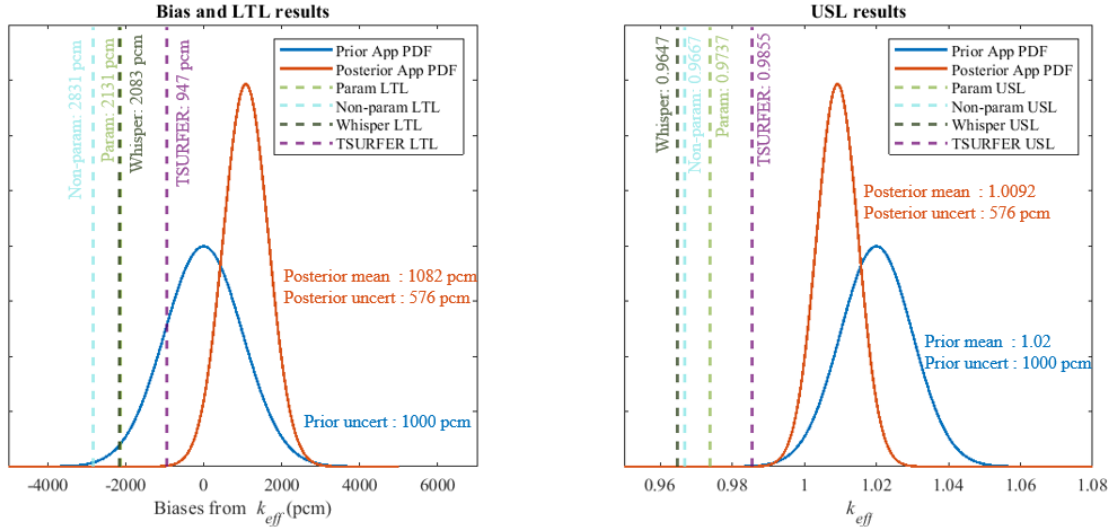 Bias and LTL results
Non-param: 2831 pcm
Param: 2131 pcm
Whisper: 2083 pcm
TSURFER: 947 pcm
Prior App PDF
Posterior App PDF
Param LTL
Non-param LTL
Whisper LTL
TSURFER LTL
Posterior mean : 1082 pcm
Posterior uncert : 576 pcm
Prior uncert : 1000 pcm
-4000 -2000 0 2000 4000 6000
Biases from k_eff (pcm)
USL results
Whisper: 0.9647
Non-param: 0.9667
Param: 0.9737
TSURFER: 0.9855
Prior App PDF
Posterior App PDF
Param USL
Non-param USL
Whisper USL
TSURFER USL
Posterior mean : 1.0092
Posterior uncert : 576 pcm
Prior mean : 1.02
Prior uncert : 1000 pcm
0.96 0.98 1 1.02 1.04 1.06 1.08
k_eff